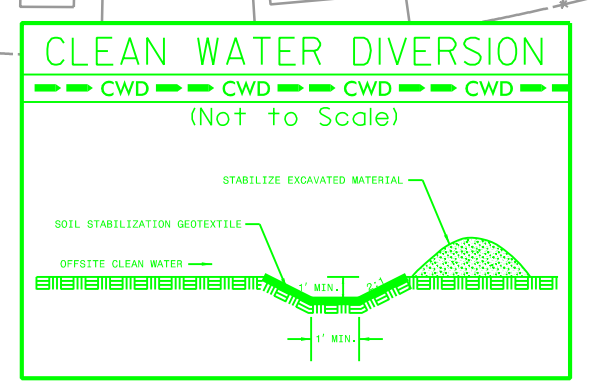 CLEAN WATER DIVERSION
CWD CWD CWD CWD
(Not to Scale)
STABILIZE EXCAVATED MATERIAL
SOIL STABILIZATION GEOTEXTILE
OFFSITE CLEAN WATER
1' MIN. 2:1
1' MIN.